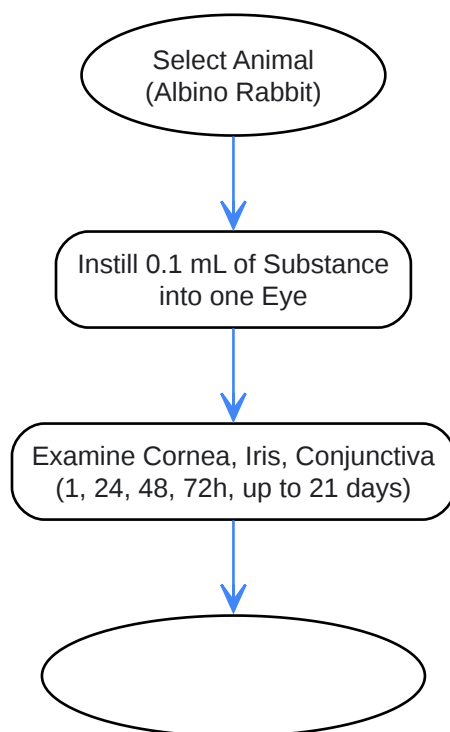 Select Animal
(Albino Rabbit)
Instill 0.1 mL of Substance
into one Eye
Examine Cornea, Iris, Conjunctiva
(1, 24, 48, 72h, up to 21 days)